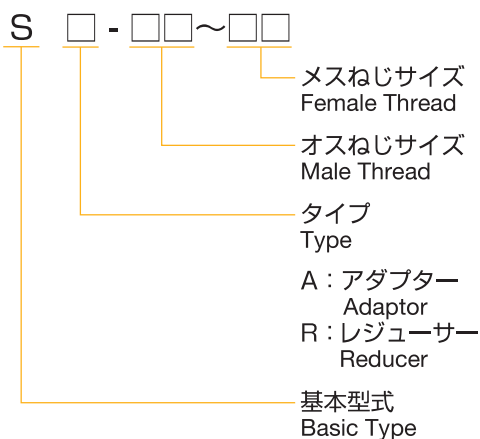 S □ - □□～□□
メスねじサイズ
Female Thread
オスねじサイズ
Male Thread
タイプ
Type
A：アダプター
Adaptor
R：レジューサー
Reducer
基本型式
Basic Type